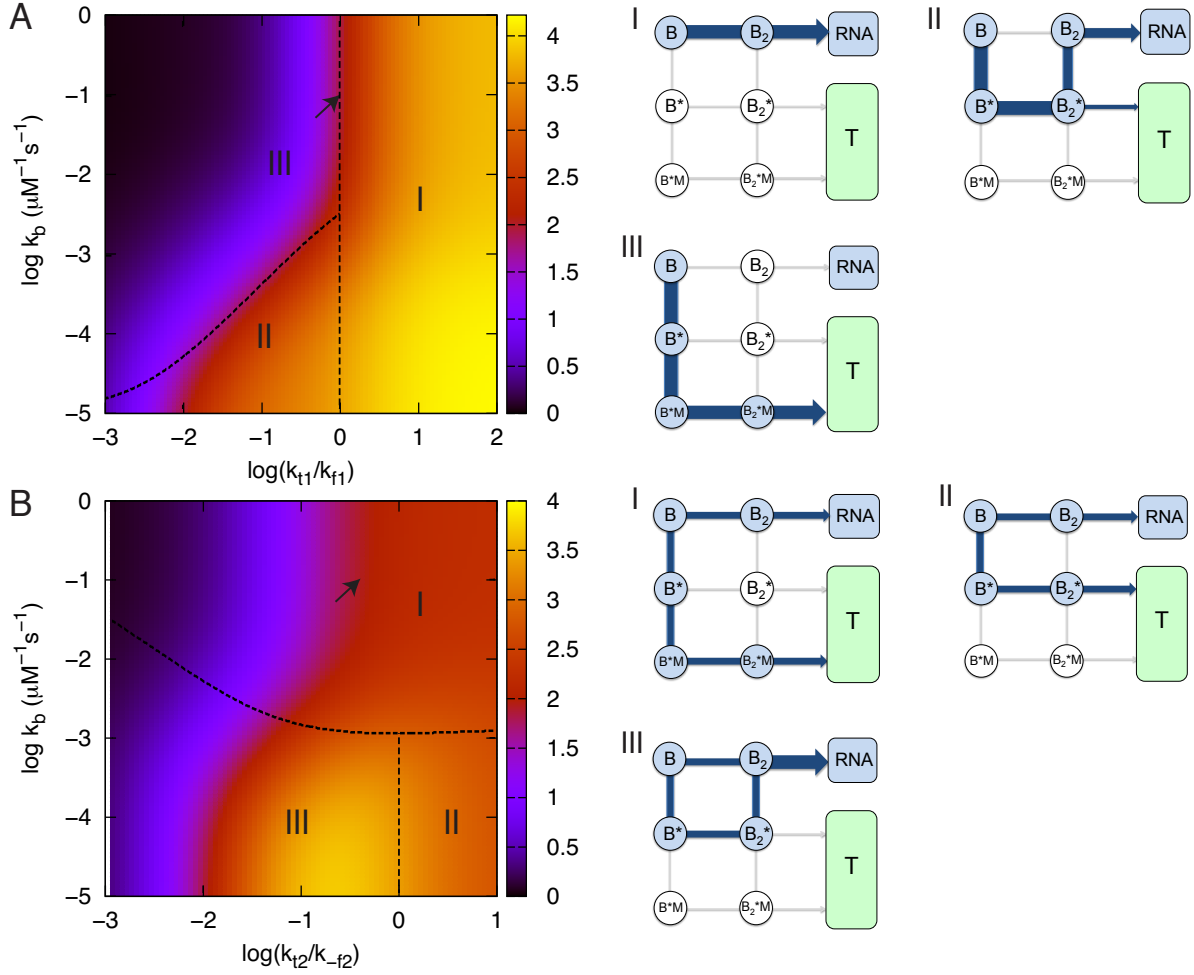 A
0
−1
−2
−3
−4
−5
log k_b (μM⁻¹s⁻¹)
III
I
II
−3 −2 −1 0 1 2
log(k_t1/k_f1)
4
3.5
3
2.5
2
1.5
1
0.5
0
I
B B₂ RNA
B* B₂* T
B*M B₂*M
II
B B₂ RNA
B* B₂* T
B*M B₂*M
III
B B₂ RNA
B* B₂* T
B*M B₂*M
B
0
−1
−2
−3
−4
−5
log k_b (μM⁻¹s⁻¹)
I
III II
−3 −2 −1 0 1
log(k_t2/k_−f2)
4
3.5
3
2.5
2
1.5
1
0.5
0
I
B B₂ RNA
B* B₂* T
B*M B₂*M
II
B B₂ RNA
B* B₂* T
B*M B₂*M
III
B B₂ RNA
B* B₂* T
B*M B₂*M